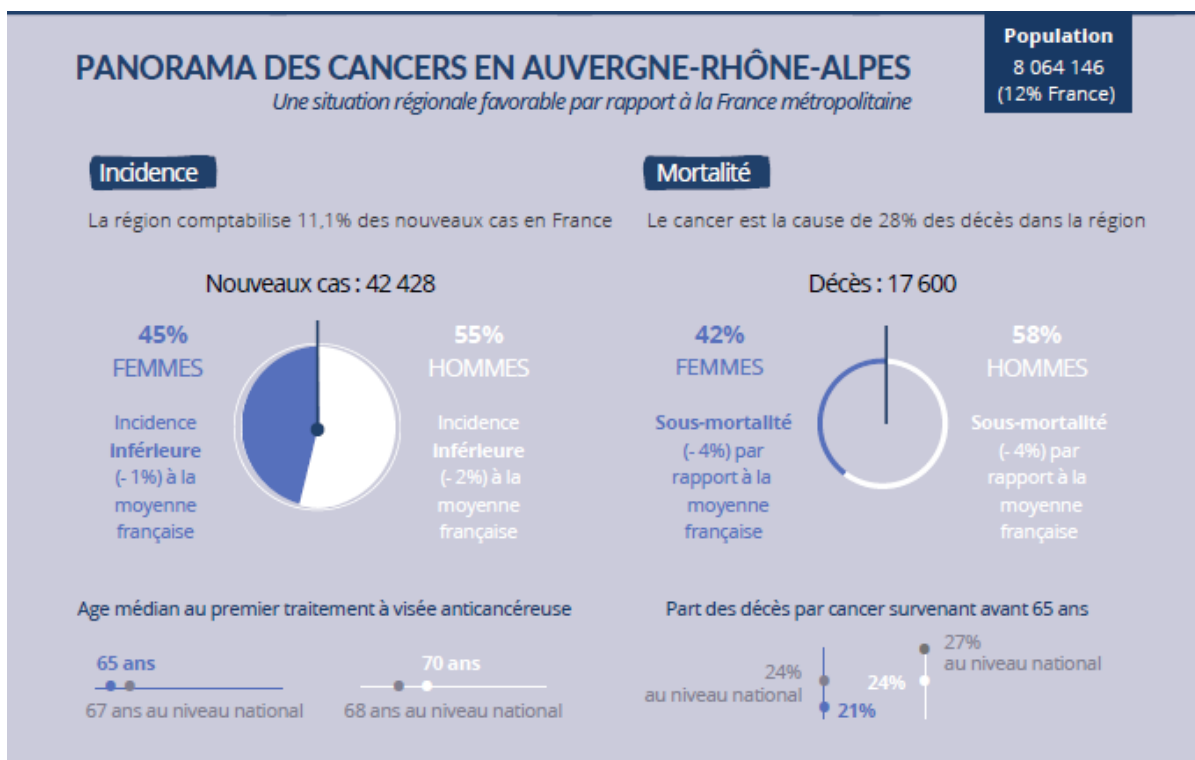 Population
8 064 146
(12% France)
PANORAMA DES CANCERS EN AUVERGNE-RHÔNE-ALPES
Une situation régionale favorable par rapport à la France métropolitaine
Incidence
La région comptabilise 11,1% des nouveaux cas en France
Nouveaux cas : 42 428
45%
FEMMES
Incidence
Inférieure
(- 1%) à la
moyenne
française
55%
HOMMES
Incidence
Inférieure
(- 2%) à la
moyenne
française
Age médian au premier traitement à visée anticancéreuse
65 ans
67 ans au niveau national
70 ans
68 ans au niveau national
Mortalité
Le cancer est la cause de 28% des décès dans la région
Décès : 17 600
42%
FEMMES
Sous-mortalité
(- 4%) par
rapport à la
moyenne
française
58%
HOMMES
Sous-mortalité
(- 4%) par
rapport à la
moyenne
française
Part des décès par cancer survenant avant 65 ans
24%
au niveau national
21%
24%
27%
au niveau national